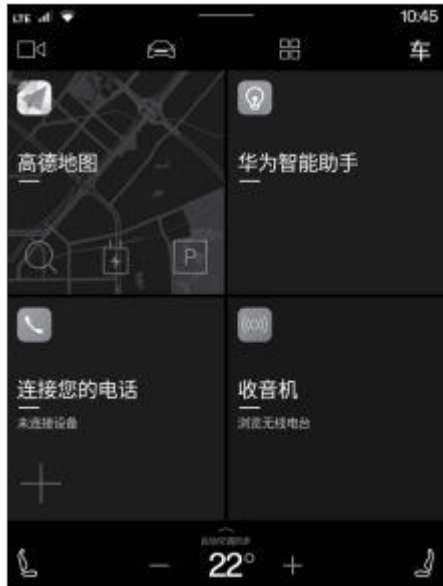 LTE
10:45
车
高德地图
华为智能助手
P
连接您的电话
未连接设备
收音机
浏览无线电台
22°